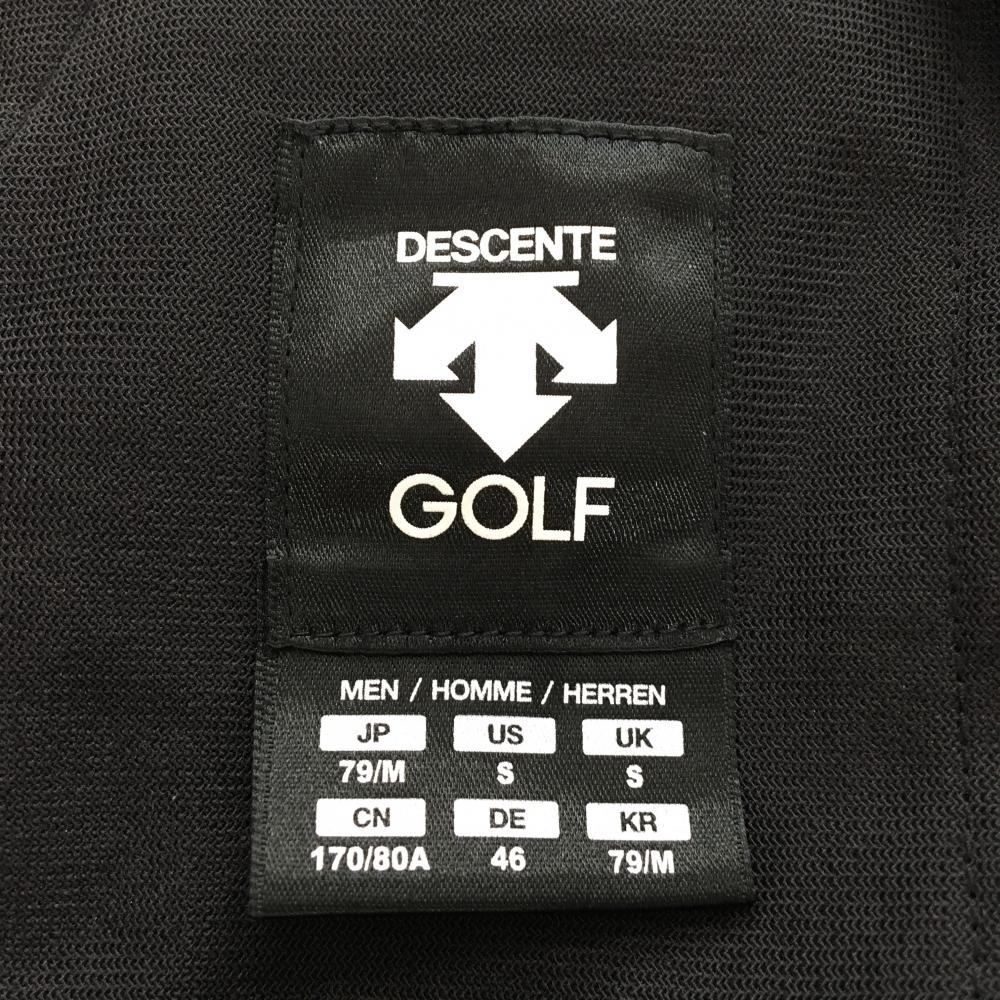 DESCENTE
GOLF
MEN / HOMME / HERREN
JP US UK
79/M S S
CN DE KR
170/80A 46 79/M